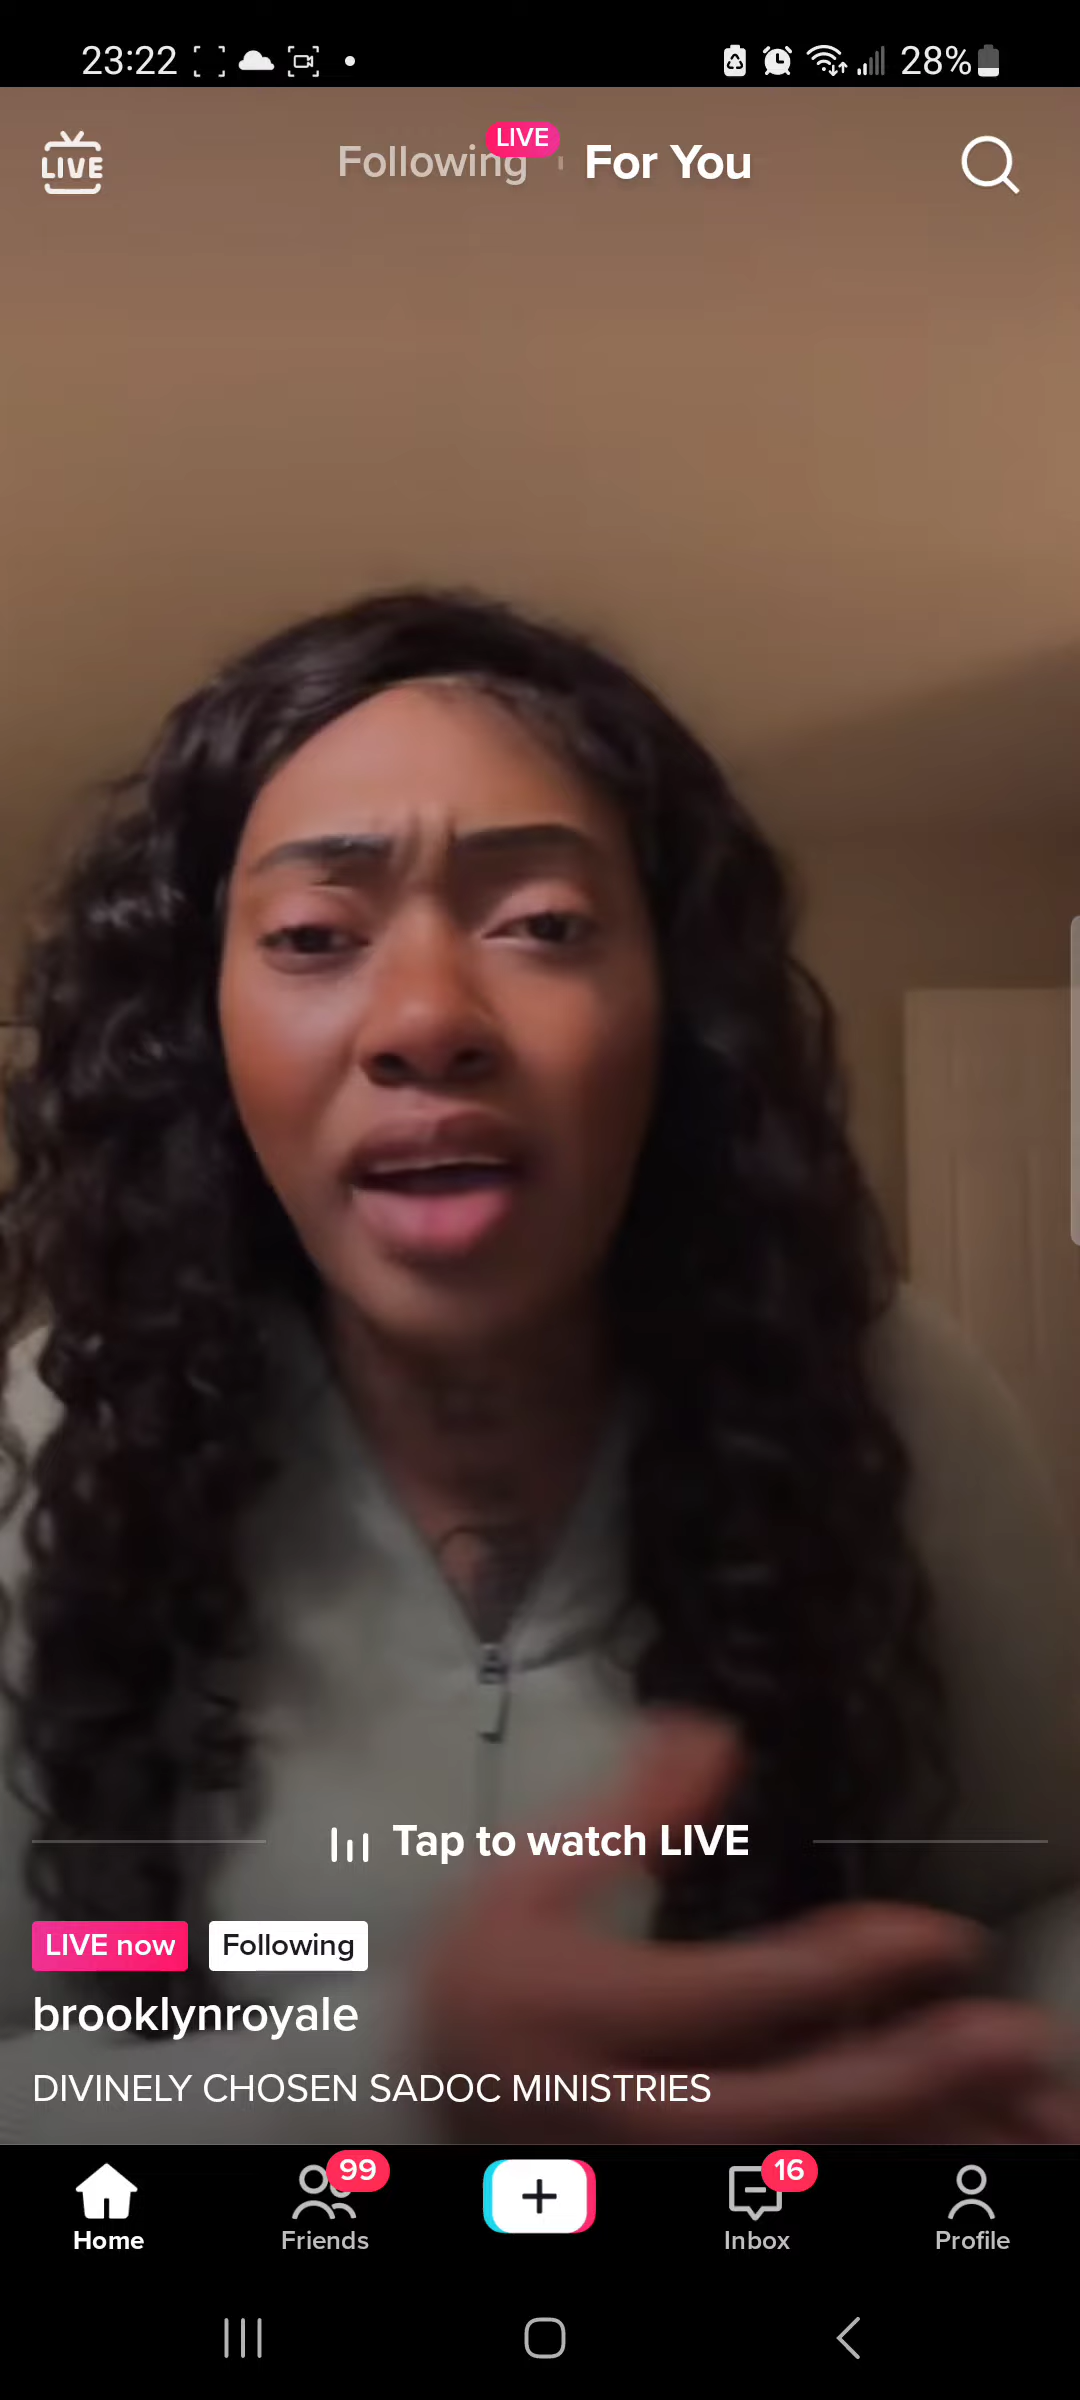 23:22
28%
LIVE
Following
LIVE
For You
Tap to watch LIVE
LIVE now
Following
brooklynroyale
DIVINELY CHOSEN SADOC MINISTRIES
99
16
Home
Friends
Inbox
Profile